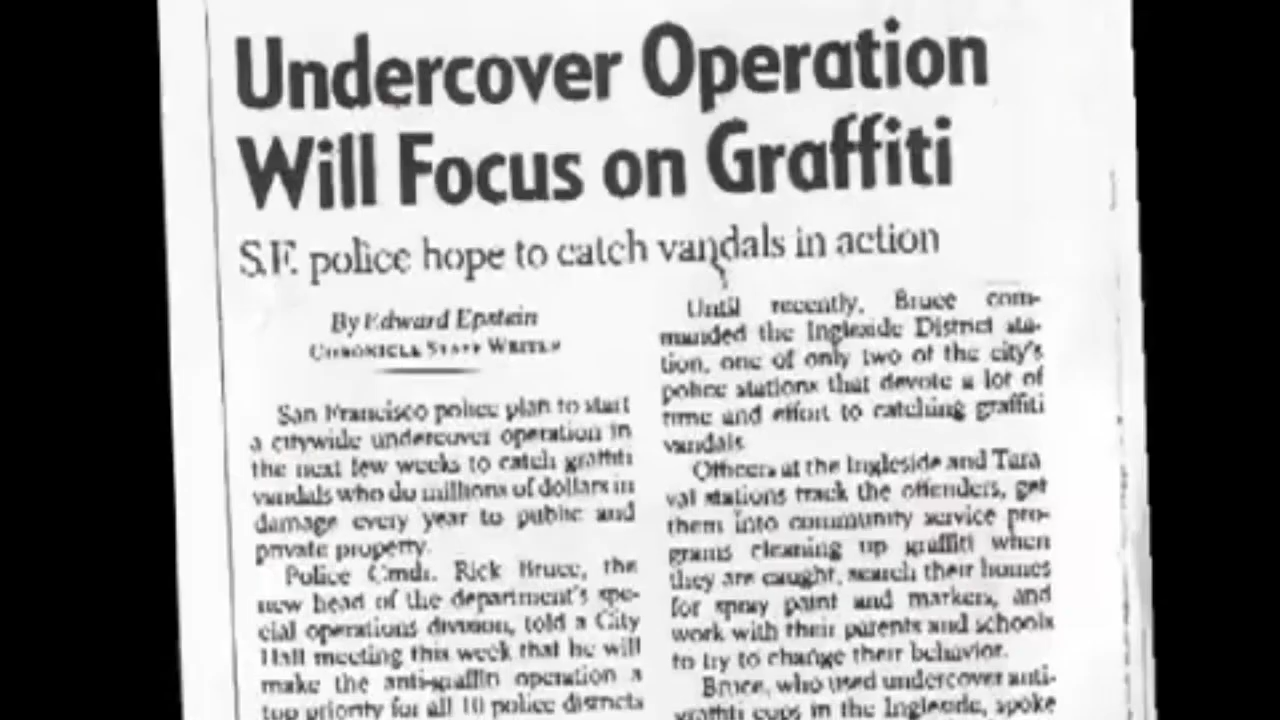 Undercover Operation
Will Focus on Graffiti
S.F. police hope to catch vandals in action
By Edward Epstein
CHRONICLE STAFF WRITER
San Francisco police plan to start
a citywide undercover operation in
the next few weeks to catch graffiti
vandals who do millions of dollars in
damage every year to public and
private property.
Police Cmdr. Rick Bruce, the
new head of the department's spe-
cial operations division, told a City
Hall meeting this week that he will
make the anti-graffiti operation a
top priority for all 10 police districts
Until recently, Bruce com-
manded the Ingleside District sta-
tion, one of only two of the city's
police stations that devote a lot of
time and effort to catching graffiti
vandals.
Officers at the Ingleside and Tara
val stations track the offenders, get
them into community service pro-
grams cleaning up graffiti when
they are caught, search their homes
for spray paint and markers, and
work with their parents and schools
to try to change their behavior.
Bruce, who used undercover anti-
graffiti cops in the Ingleside, spoke